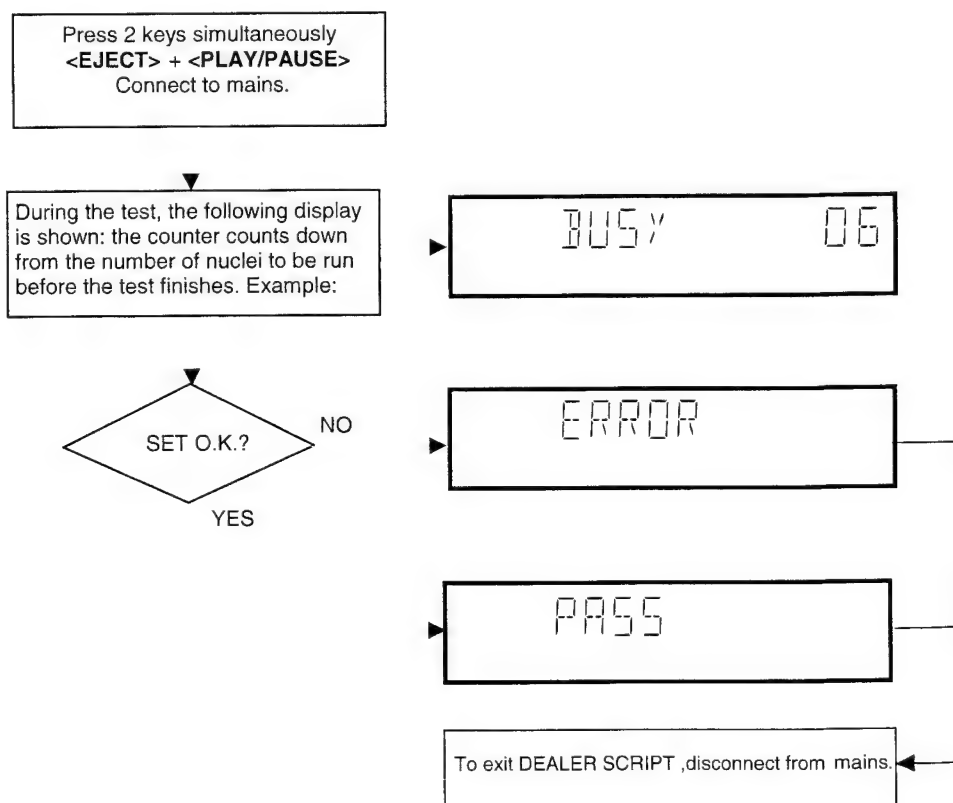 Press 2 keys simultaneously
<EJECT> + <PLAY/PAUSE>
Connect to mains.
During the test, the following display
is shown: the counter counts down
from the number of nuclei to be run
before the test finishes. Example:
BUSY 06
SET O.K.?
NO
YES
ERROR
PASS
To exit DEALER SCRIPT ,disconnect from mains.